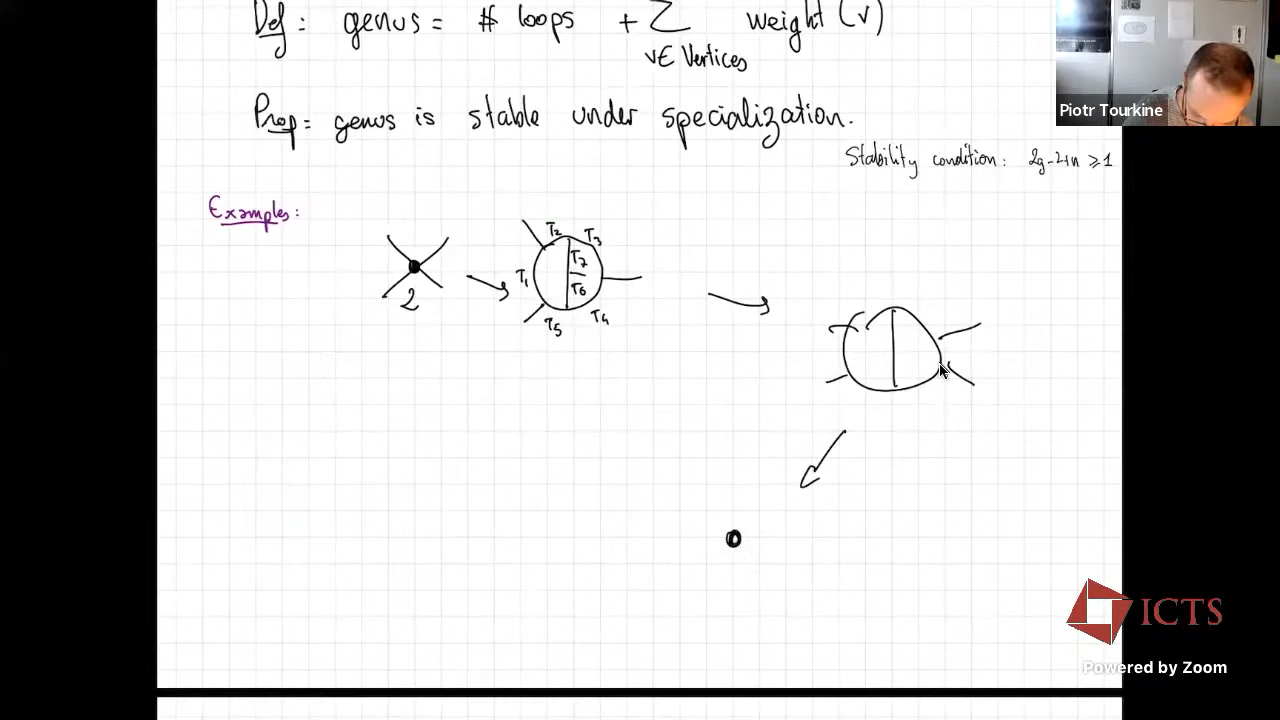 Def: genus = # loops + Σ weight (v)
v∈ Vertices
Prop= genus is stable under specialization.
Stability condition: 2g-2+n ≥ 1
Examples:
2
T2 T3
T1 T7
T6
T5 T4
Piotr Tourkine
ICTS
Powered by Zoom